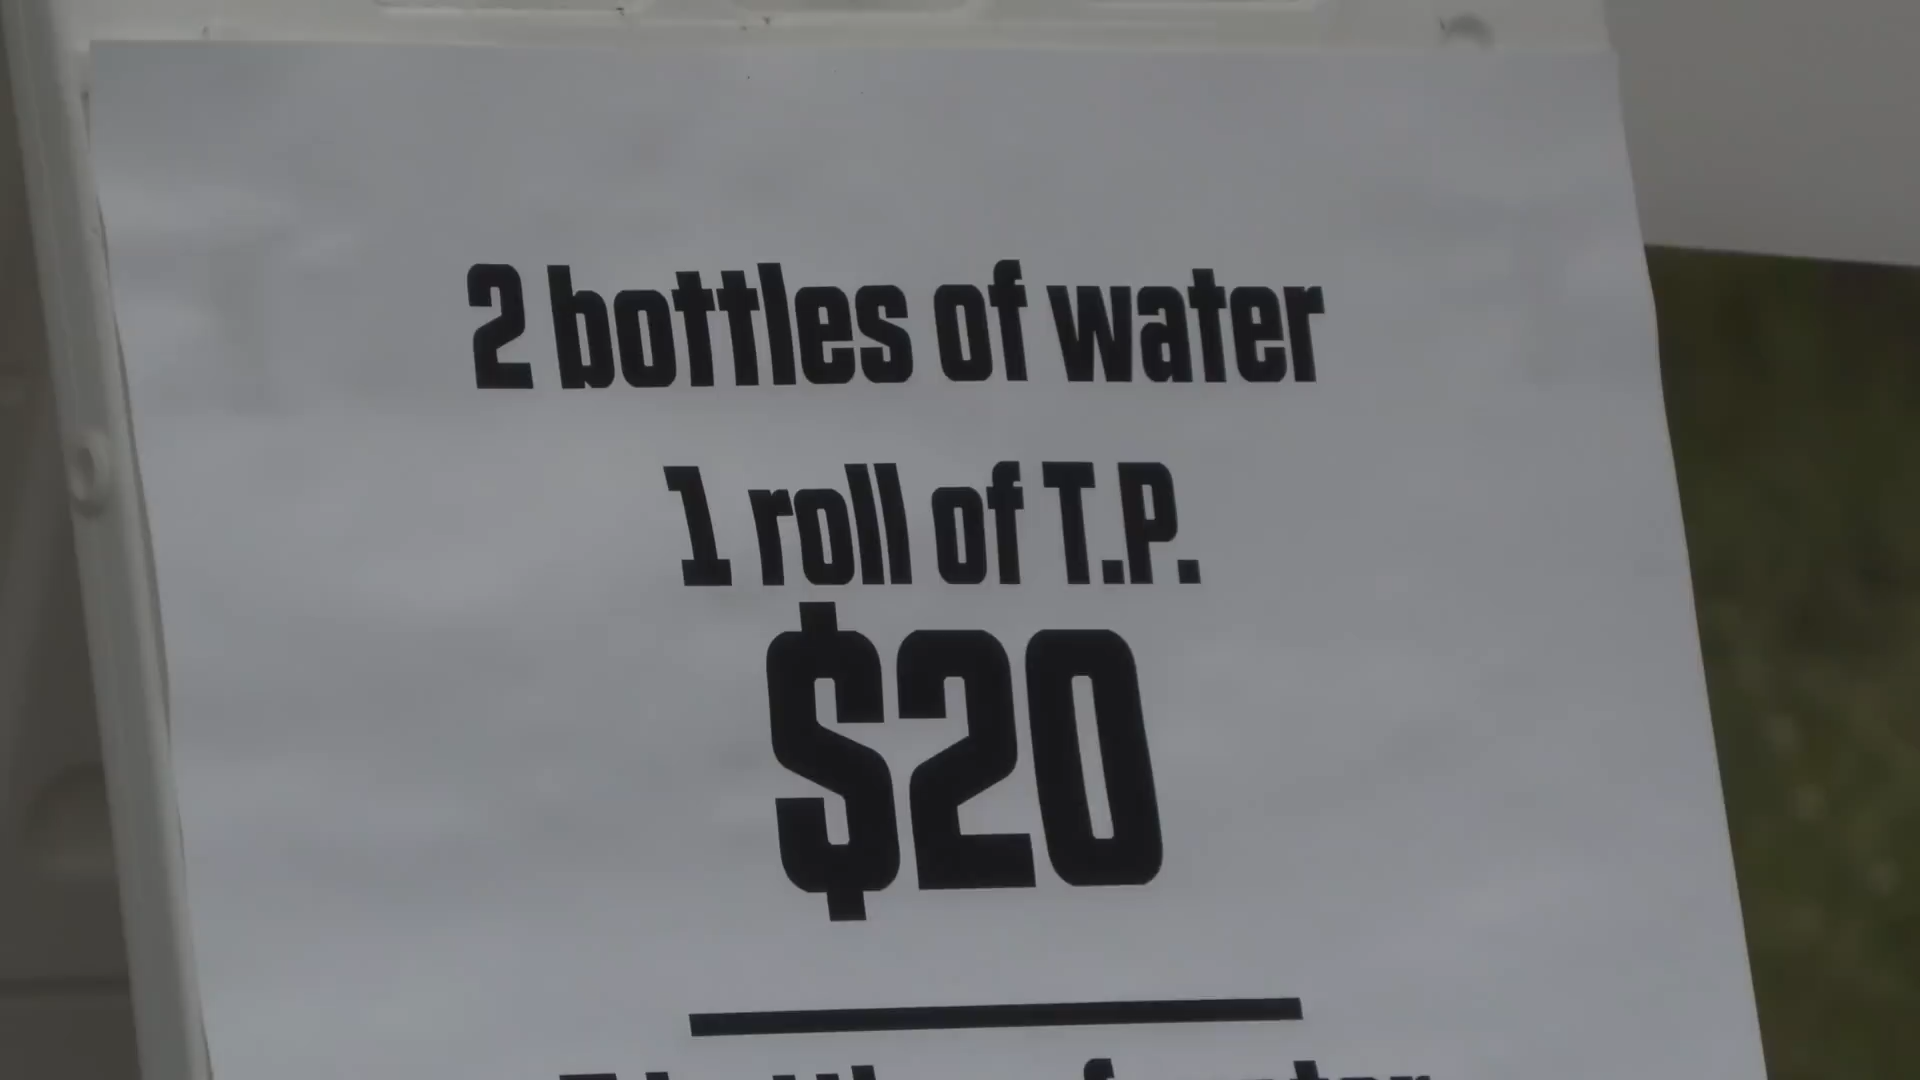 2 bottles of water
1 roll of T.P.
$20